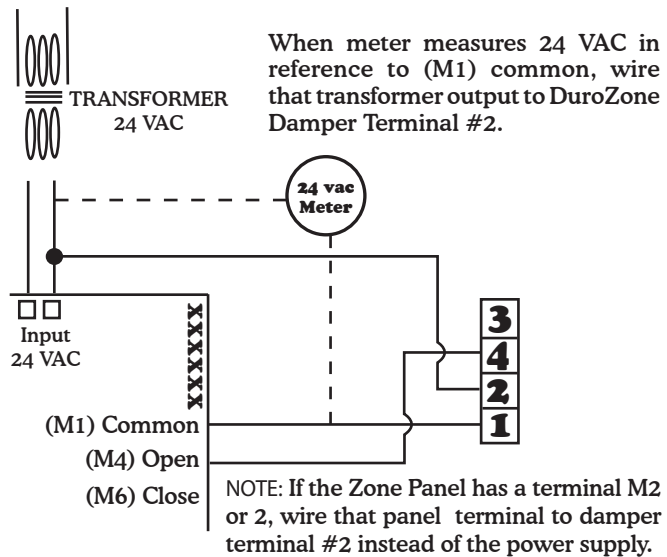 When meter measures 24 VAC in
reference to (M1) common, wire
that transformer output to DuroZone
Damper Terminal #2.
TRANSFORMER
24 VAC
24 vac
Meter
Input
24 VAC
XXXXXX
3
4
2
1
(M1) Common
(M4) Open
(M6) Close
NOTE: If the Zone Panel has a terminal M2
or 2, wire that panel terminal to damper
terminal #2 instead of the power supply.